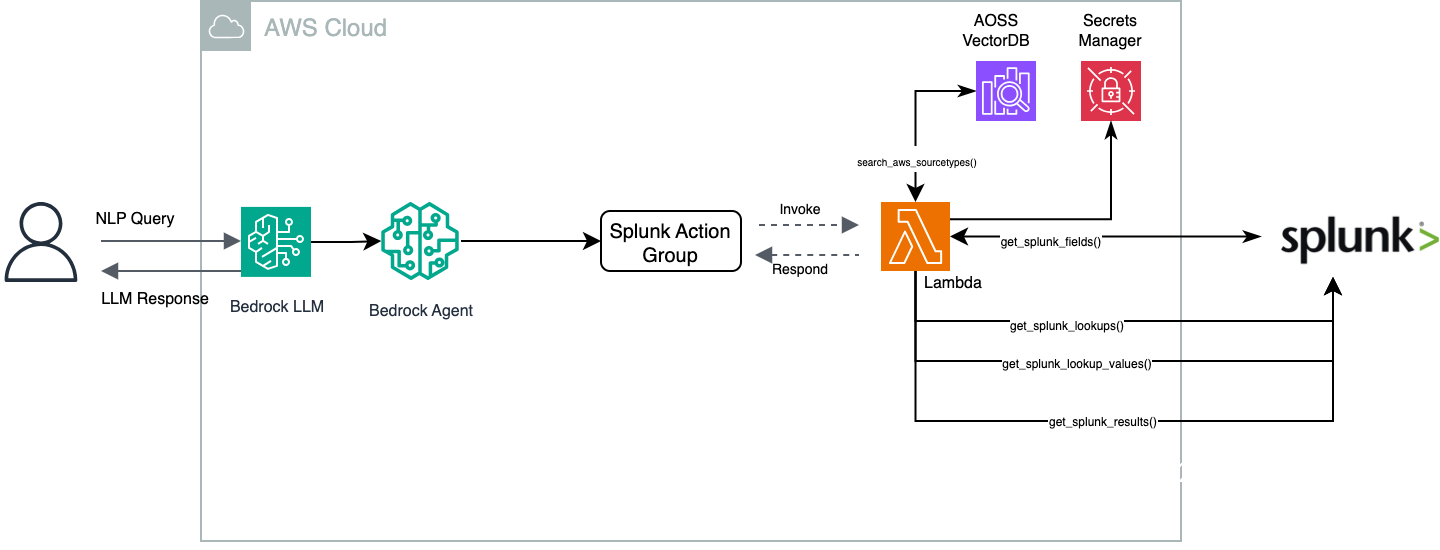 AWS Cloud
AOSS
VectorDB
Secrets
Manager
search_aws_sourcetypes()
NLP Query
LLM Response
Bedrock LLM
Bedrock Agent
Splunk Action
Group
Invoke
Respond
Lambda
get_splunk_fields()
splunk>
get_splunk_lookups()
get_splunk_lookup_values()
get_splunk_results()